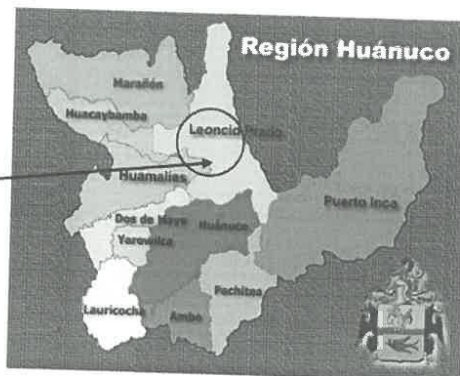 Región Huánuco
Marañón
Huacaybamba
Leoncio Prado
Huamalíes
Puerto Inca
Dos de Mayo
Huánuco
Yarowilca
Pachitea
Lauricocha
Ambo